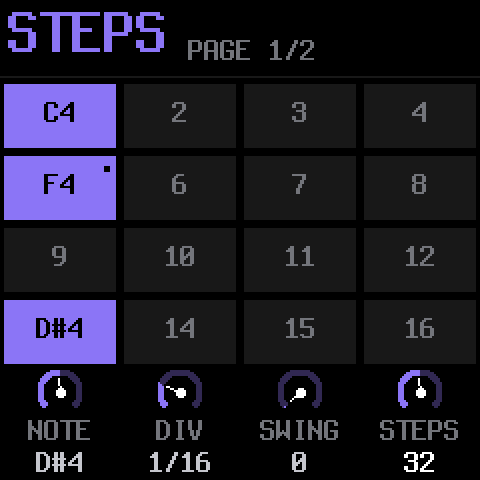 STEPS PAGE 1/2
C4 2 3 4
F4 6 7 8
9 10 11 12
D#4 14 15 16
NOTE DIV SWING STEPS
D#4 1/16 0 32